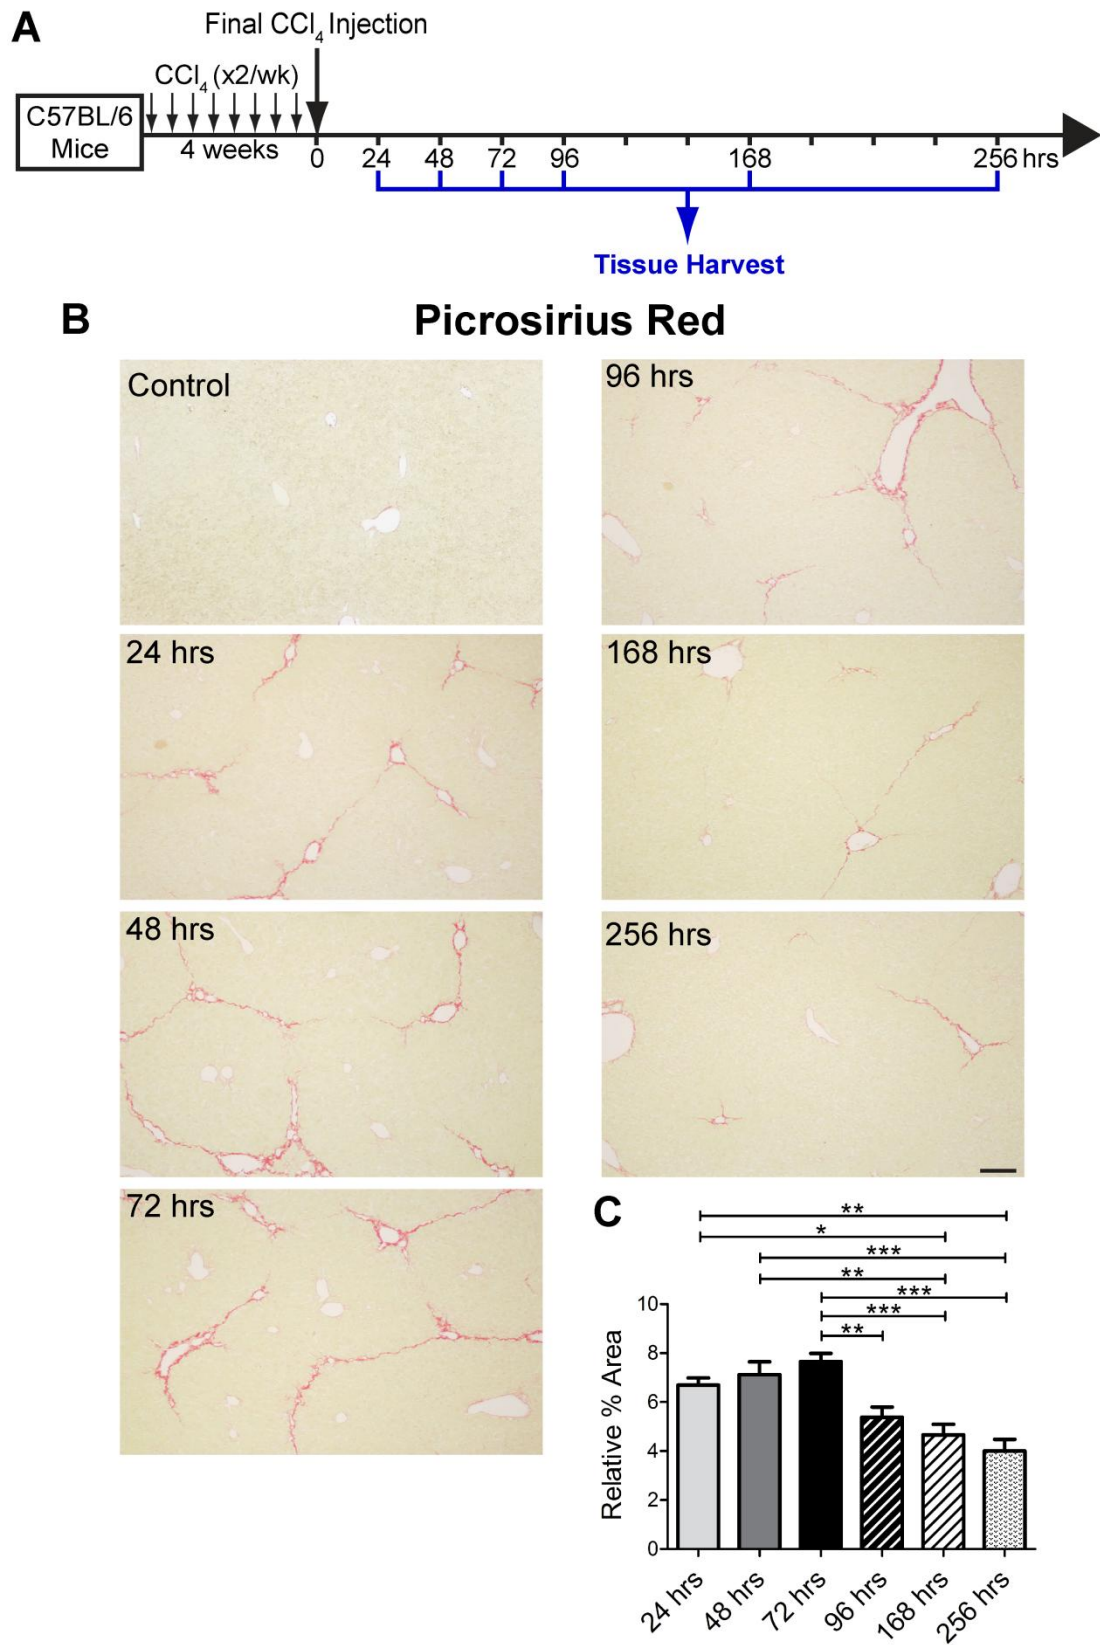 A
Final CCl4 Injection
CCl4 (x2/wk)
C57BL/6
Mice
4 weeks
0 24 48 72 96 168 256 hrs
Tissue Harvest
B
Picrosirius Red
Control
96 hrs
24 hrs
168 hrs
48 hrs
256 hrs
72 hrs
C
**
*
***
**
***
***
**
Relative % Area
10
8
6
4
2
0
24 hrs
48 hrs
72 hrs
96 hrs
168 hrs
256 hrs